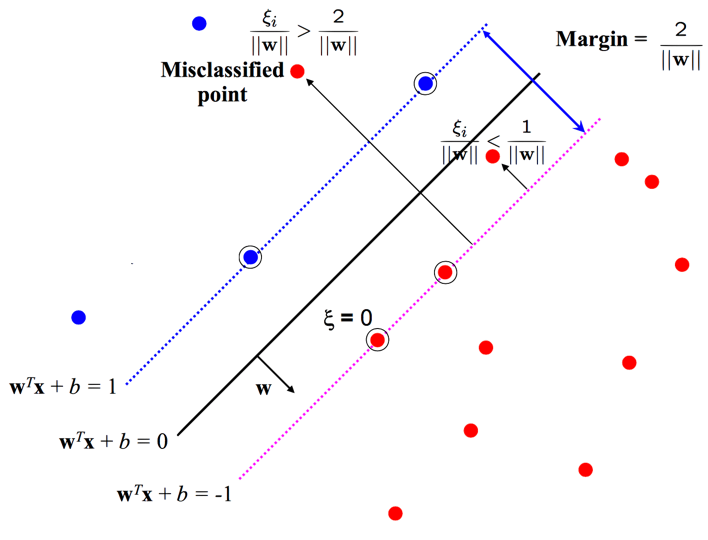 ξᵢ/||w|| > 2/||w||
Margin = 2/||w||
Misclassified
point
ξᵢ/||w|| < 1/||w||
ξ = 0
w
wᵀx + b = 1
wᵀx + b = 0
wᵀx + b = -1